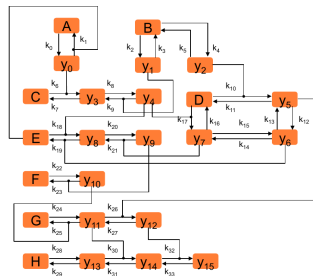 A B
k₀ k₁ k₂ k₃ k₅ k₄
y₀ y₁ y₂
k₆ k₈ k₁₀
C y₃ y₄ D y₅
k₇ k₉ k₁₇ k₁₆ k₁₁ k₁₃ k₁₂
k₁₈ k₂₀ k₁₅
E y₈ y₉ y₇ y₆
k₁₉ k₂₁ k₁₄
k₂₂
F y₁₀
k₂₃
k₂₄ k₂₆
G y₁₁ y₁₂
k₂₅ k₂₇
k₂₈ k₃₀ k₃₂
H y₁₃ y₁₄ y₁₅
k₂₉ k₃₁ k₃₃